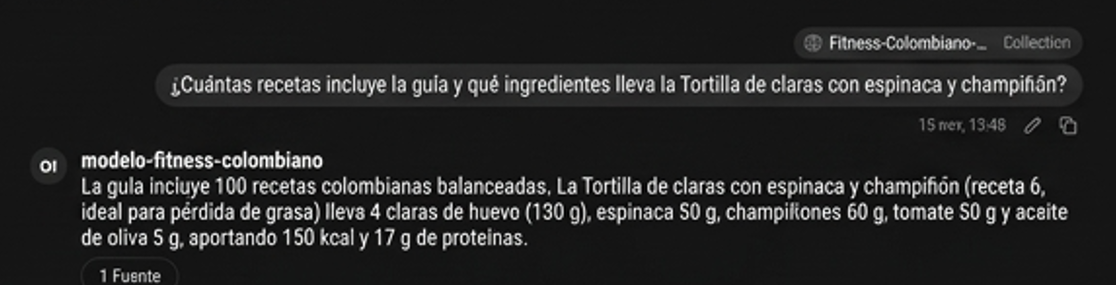 Fitness-Colombiano-... Collection
¿Cuántas recetas incluye la guía y qué ingredientes lleva la Tortilla de claras con espinaca y champiñón?
15 mar, 13:48
OI
modelo-fitness-colombiano
La guía incluye 100 recetas colombianas balanceadas. La Tortilla de claras con espinaca y champiñón (receta 6,
ideal para pérdida de grasa) lleva 4 claras de huevo (130 g), espinaca 50 g, champiñones 60 g, tomate 50 g y aceite
de oliva 5 g, aportando 150 kcal y 17 g de proteínas.
1 Fuente